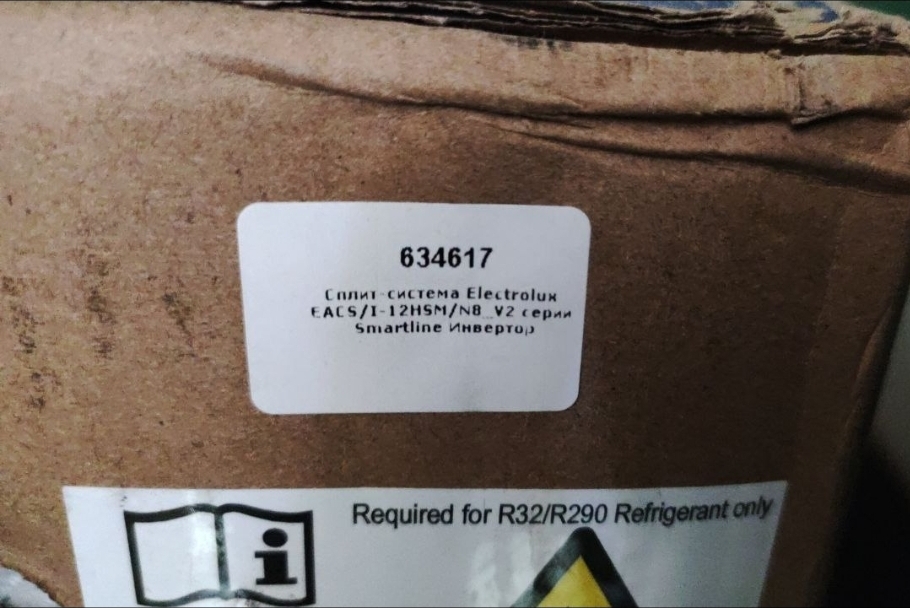 634617
Сплит-система Electrolux
EACS/I-12HSM/N8_V2 серии
Smartline Инвертор
Required for R32/R290 Refrigerant only
i